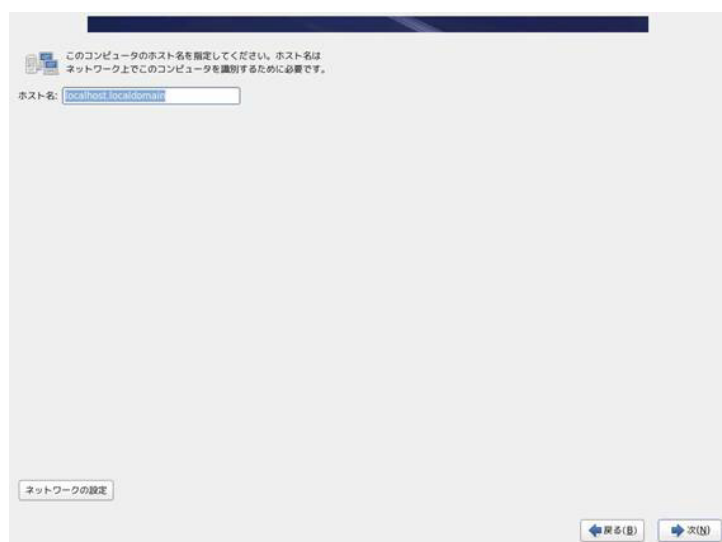 このコンピュータのホスト名を指定してください。ホスト名は
ネットワーク上でこのコンピュータを識別するために必要です。
ホスト名: localhost.localdomain
ネットワークの設定
戻る(B)
次(N)